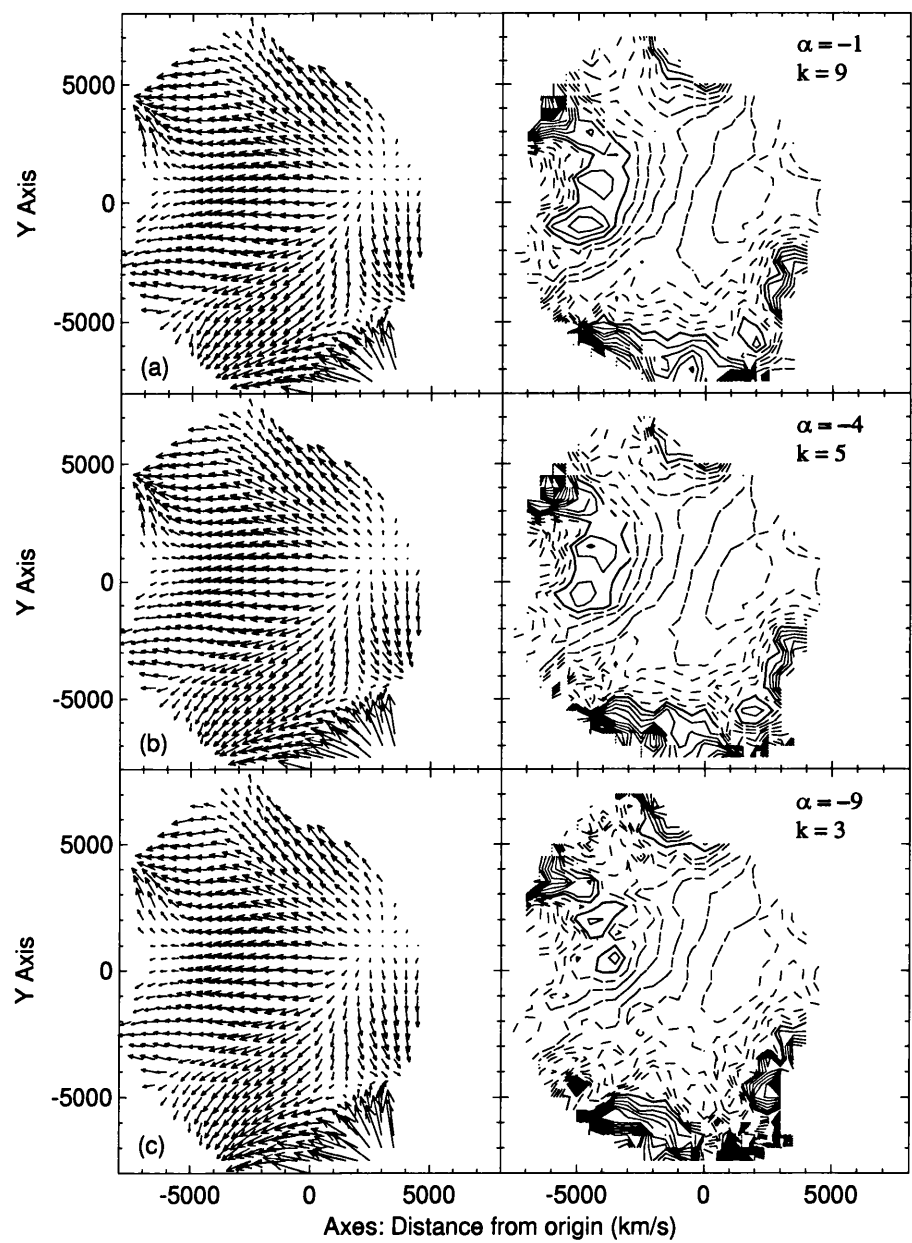 α = −1
k = 9
5000
0
-5000
Y Axis
(a)
α = −4
k = 5
5000
0
-5000
Y Axis
(b)
α = −9
k = 3
5000
0
-5000
Y Axis
(c)
-5000 0 5000 -5000 0 5000
Axes: Distance from origin (km/s)